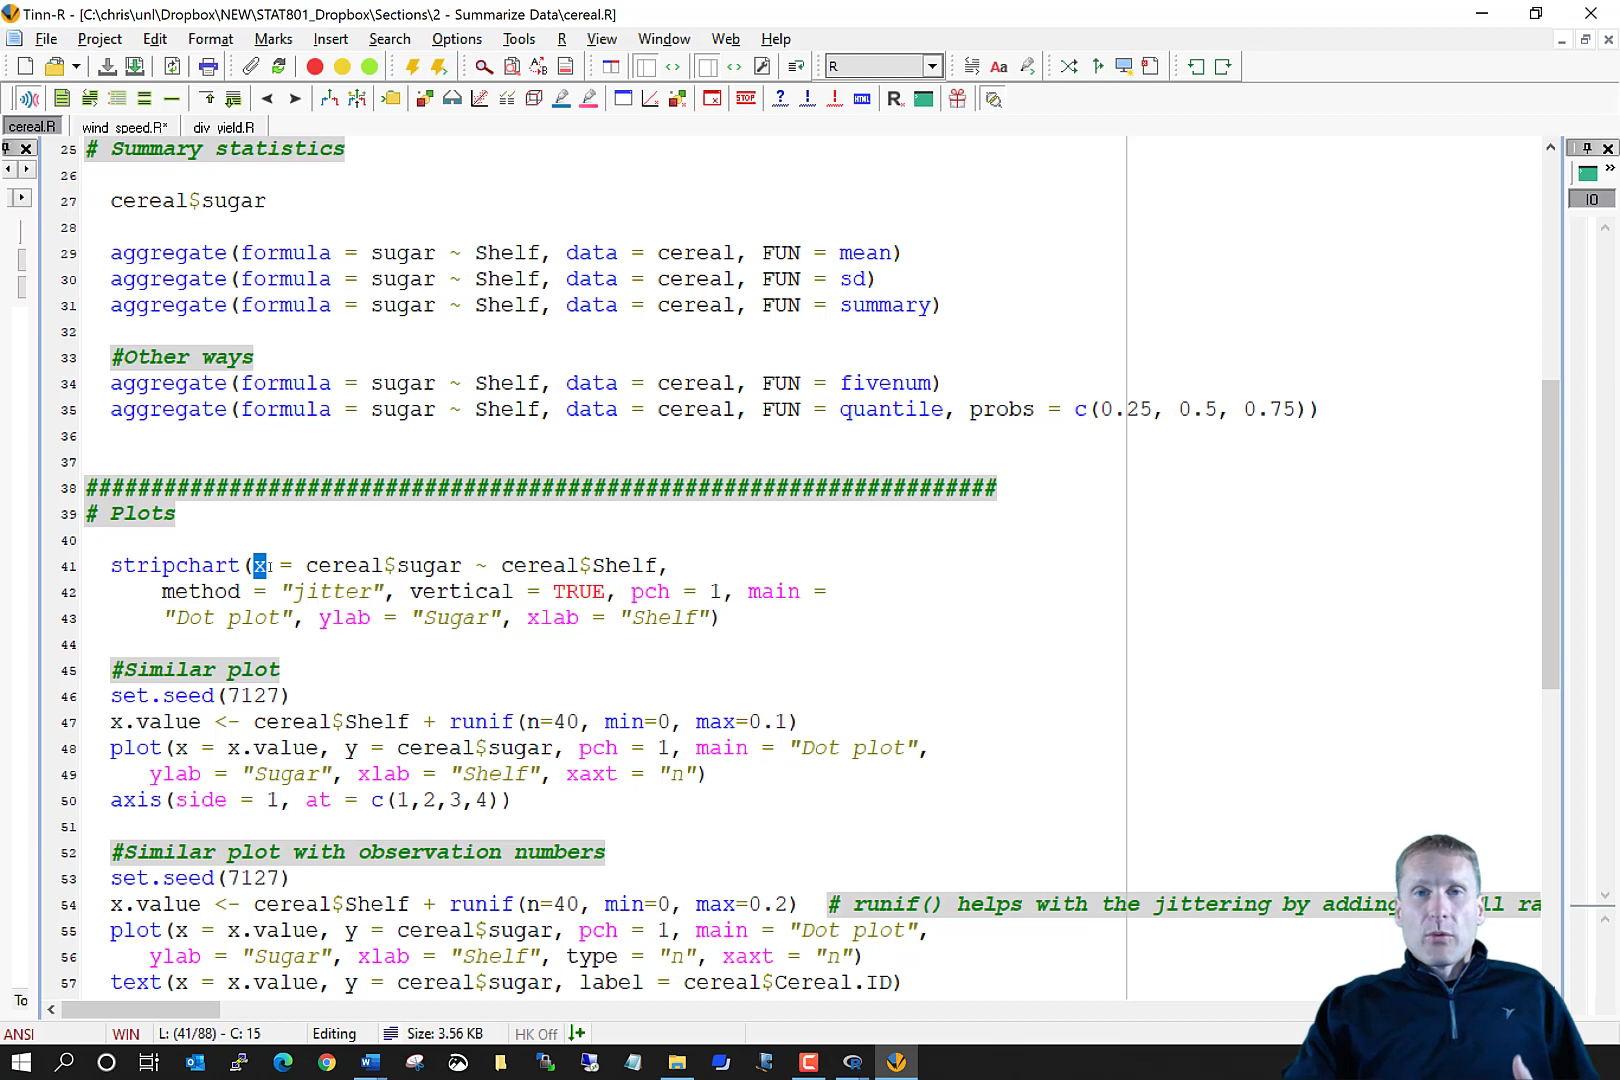 Tinn-R - [C:\chris\unl\Dropbox\NEW\STAT801_Dropbox\Sections\2 - Summarize Data\cereal.R]
File Project Edit Format Marks Insert Search Options Tools R View Window Web Help
R
cereal.R wind_speed.R* div_yield.R
25 # Summary statistics
26
27 cereal$sugar
28
29 aggregate(formula = sugar ~ Shelf, data = cereal, FUN = mean)
30 aggregate(formula = sugar ~ Shelf, data = cereal, FUN = sd)
31 aggregate(formula = sugar ~ Shelf, data = cereal, FUN = summary)
32
33 #Other ways
34 aggregate(formula = sugar ~ Shelf, data = cereal, FUN = fivenum)
35 aggregate(formula = sugar ~ Shelf, data = cereal, FUN = quantile, probs = c(0.25, 0.5, 0.75))
36
37
38 ######################################################################
39 # Plots
40
41 stripchart(x = cereal$sugar ~ cereal$Shelf,
42 method = "jitter", vertical = TRUE, pch = 1, main =
43 "Dot plot", ylab = "Sugar", xlab = "Shelf")
44
45 #Similar plot
46 set.seed(7127)
47 x.value <- cereal$Shelf + runif(n=40, min=0, max=0.1)
48 plot(x = x.value, y = cereal$sugar, pch = 1, main = "Dot plot",
49 ylab = "Sugar", xlab = "Shelf", xaxt = "n")
50 axis(side = 1, at = c(1,2,3,4))
51
52 #Similar plot with observation numbers
53 set.seed(7127)
54 x.value <- cereal$Shelf + runif(n=40, min=0, max=0.2) # runif() helps with the jittering by adding ll ra
55 plot(x = x.value, y = cereal$sugar, pch = 1, main = "Dot plot",
56 ylab = "Sugar", xlab = "Shelf", type = "n", xaxt = "n")
57 text(x = x.value, y = cereal$sugar, label = cereal$Cereal.ID)
To
IO
ANSI WIN L: (41/88) - C: 15 Editing Size: 3.56 KB HK Off